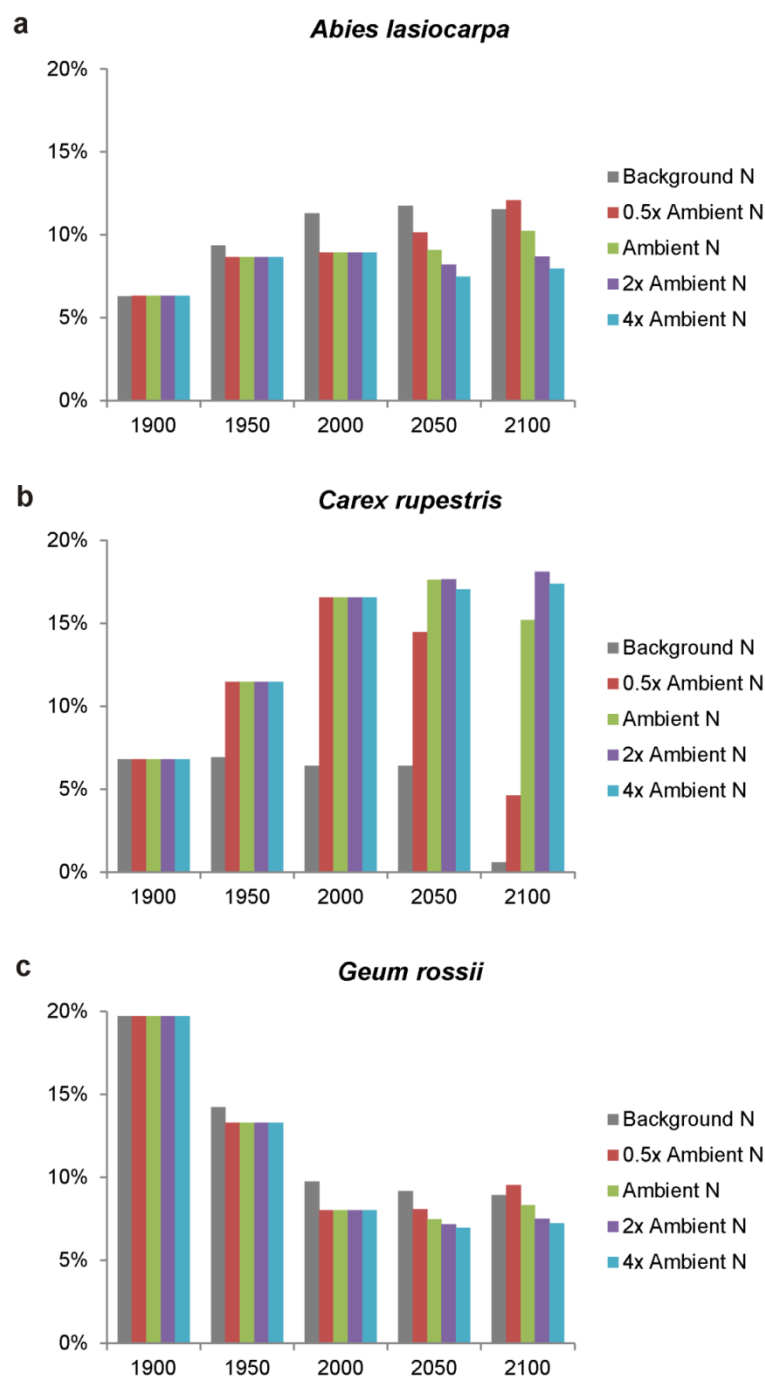 a
Abies lasiocarpa
20%
15%
10%
5%
0%
1900 1950 2000 2050 2100
Background N
0.5x Ambient N
Ambient N
2x Ambient N
4x Ambient N
b
Carex rupestris
20%
15%
10%
5%
0%
1900 1950 2000 2050 2100
Background N
0.5x Ambient N
Ambient N
2x Ambient N
4x Ambient N
c
Geum rossii
20%
15%
10%
5%
0%
1900 1950 2000 2050 2100
Background N
0.5x Ambient N
Ambient N
2x Ambient N
4x Ambient N